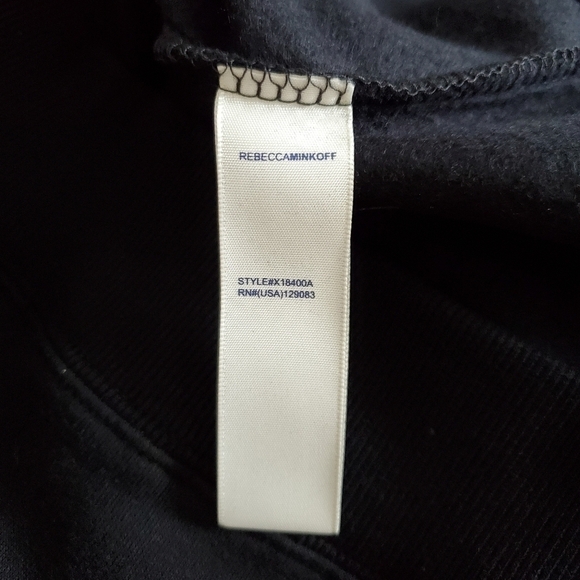 REBECCAMINKOFF
STYLE#X18400A
RN#(USA)129083